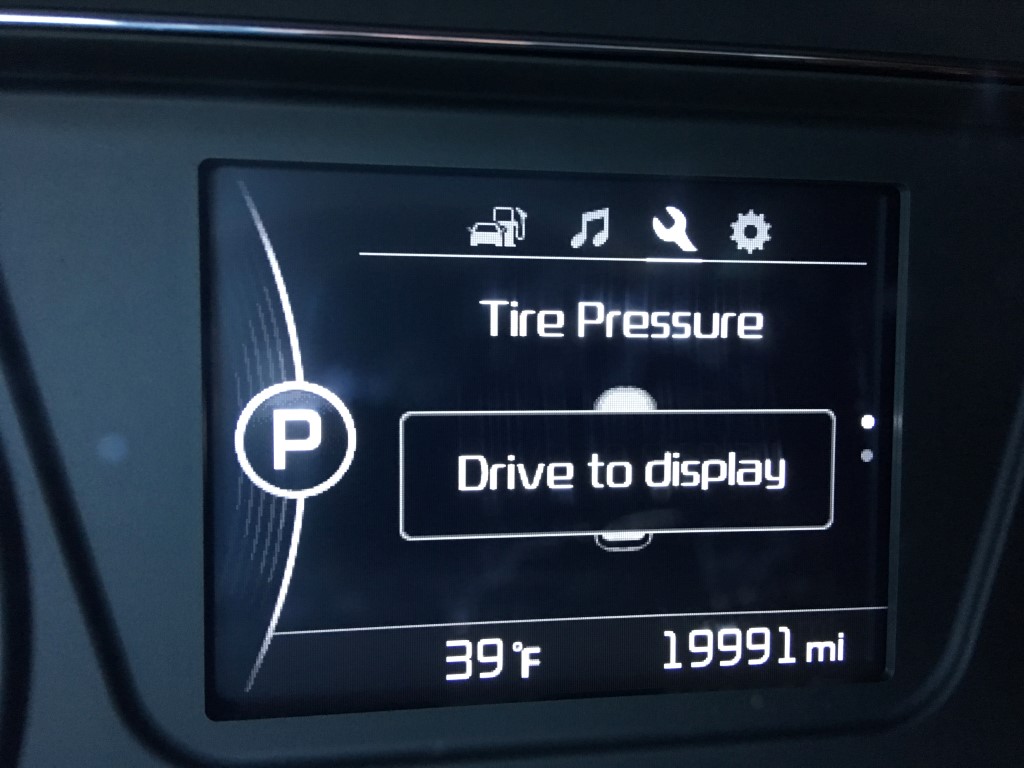 Tire Pressure
P
Drive to display
39°F 19991 mi